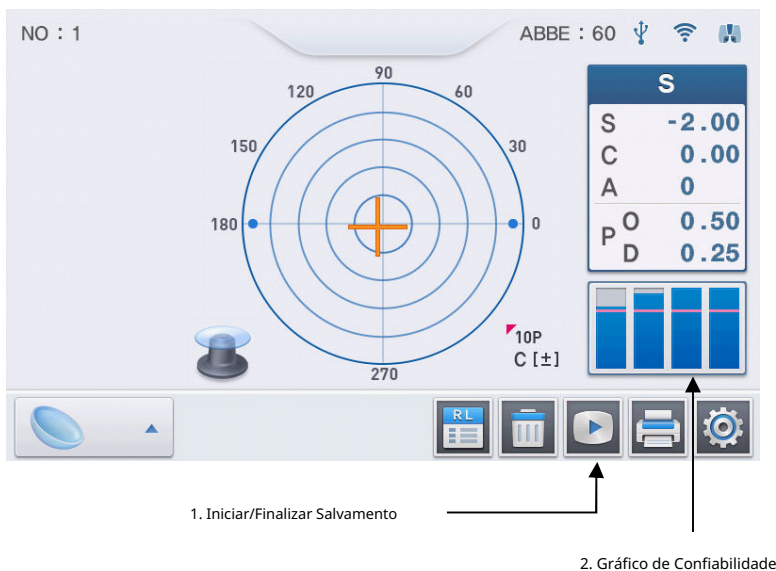 NO : 1
ABBE : 60
90
120
60
150
30
180
0
270
10P
C [±]
S
S -2.00
C 0.00
A 0
P O 0.50
D 0.25
RL
1. Iniciar/Finalizar Salvamento
2. Gráfico de Confiabilidade